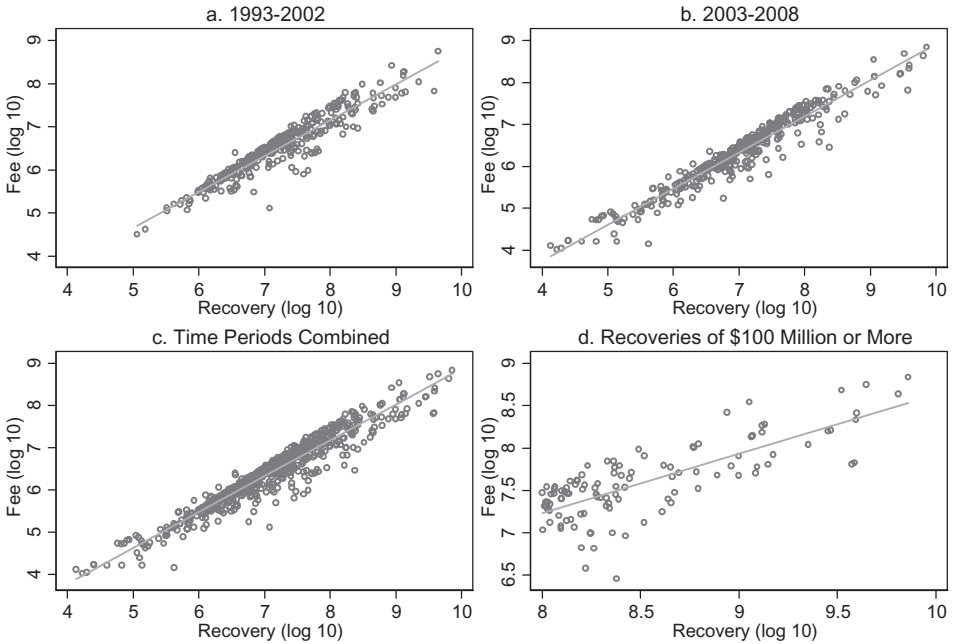 a. 1993-2002
Fee (log 10)
9
8
7
6
5
4
4 5 6 7 8 9 10
Recovery (log 10)
b. 2003-2008
Fee (log 10)
9
8
7
6
5
4
4 5 6 7 8 9 10
Recovery (log 10)
c. Time Periods Combined
Fee (log 10)
9
8
7
6
5
4
4 5 6 7 8 9 10
Recovery (log 10)
d. Recoveries of $100 Million or More
Fee (log 10)
9
8.5
8
7.5
7
6.5
8 8.5 9 9.5 10
Recovery (log 10)